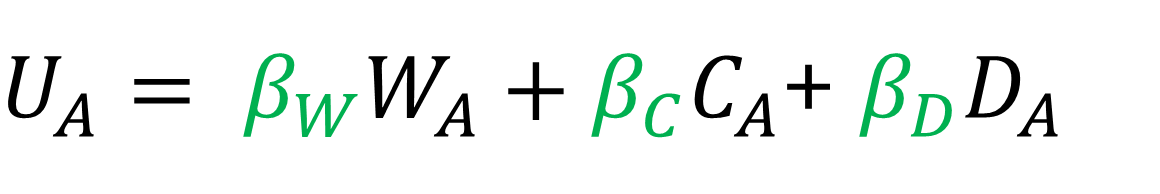 U_A = β_W W_A + β_C C_A + β_D D_A